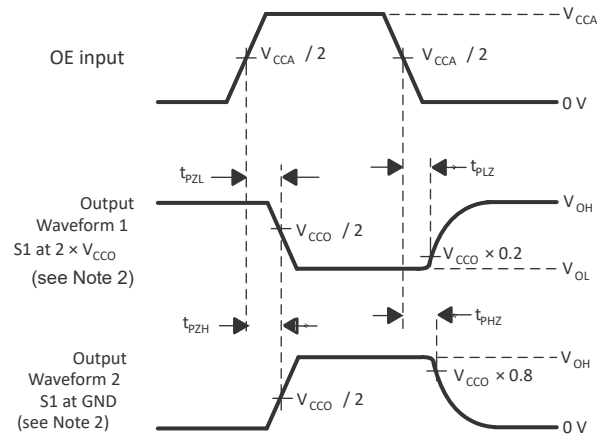 V_CCA
OE input
V_CCA / 2
V_CCA / 2
0 V
t_PZL
t_PLZ
Output
Waveform 1
S1 at 2 × V_CCO
(see Note 2)
V_OH
V_CCO / 2
V_CCO × 0.2
V_OL
t_PZH
t_PHZ
Output
Waveform 2
S1 at GND
(see Note 2)
V_OH
V_CCO × 0.8
V_CCO / 2
0 V